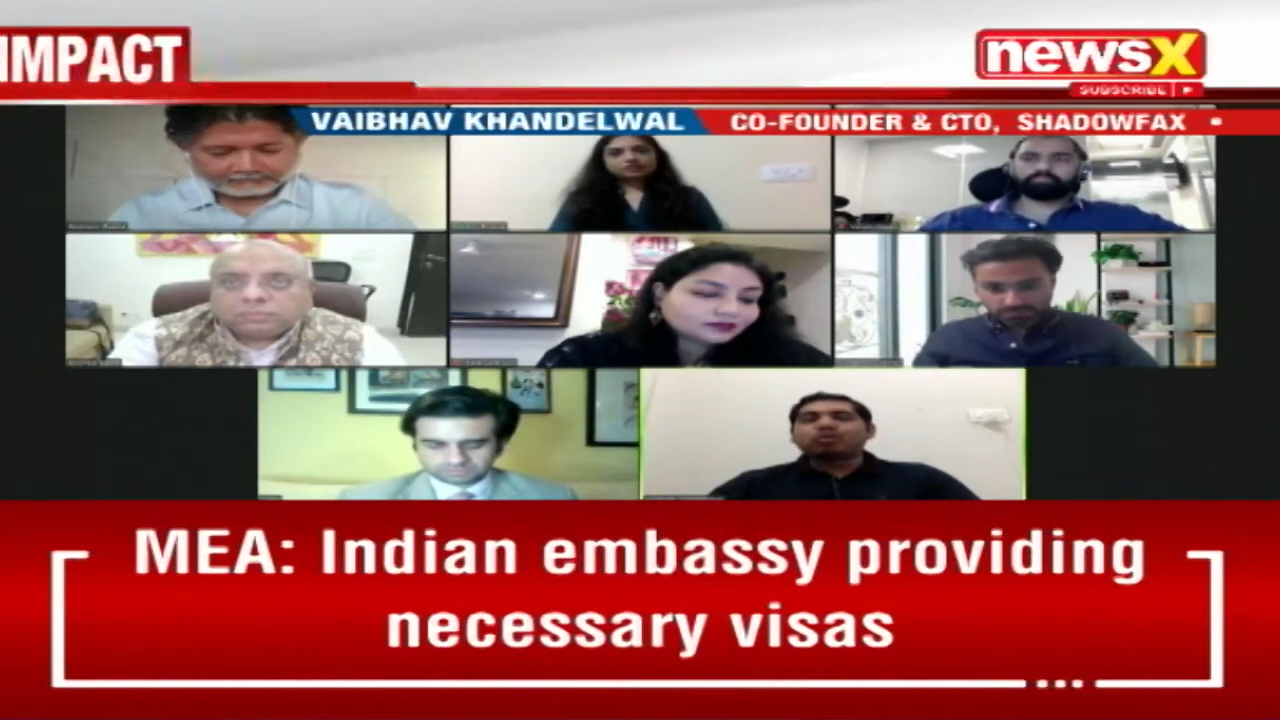 IMPACT
newsX
SUBSCRIBE
VAIBHAV KHANDELWAL
CO-FOUNDER & CTO, SHADOWFAX
MEA: Indian embassy providing
necessary visas